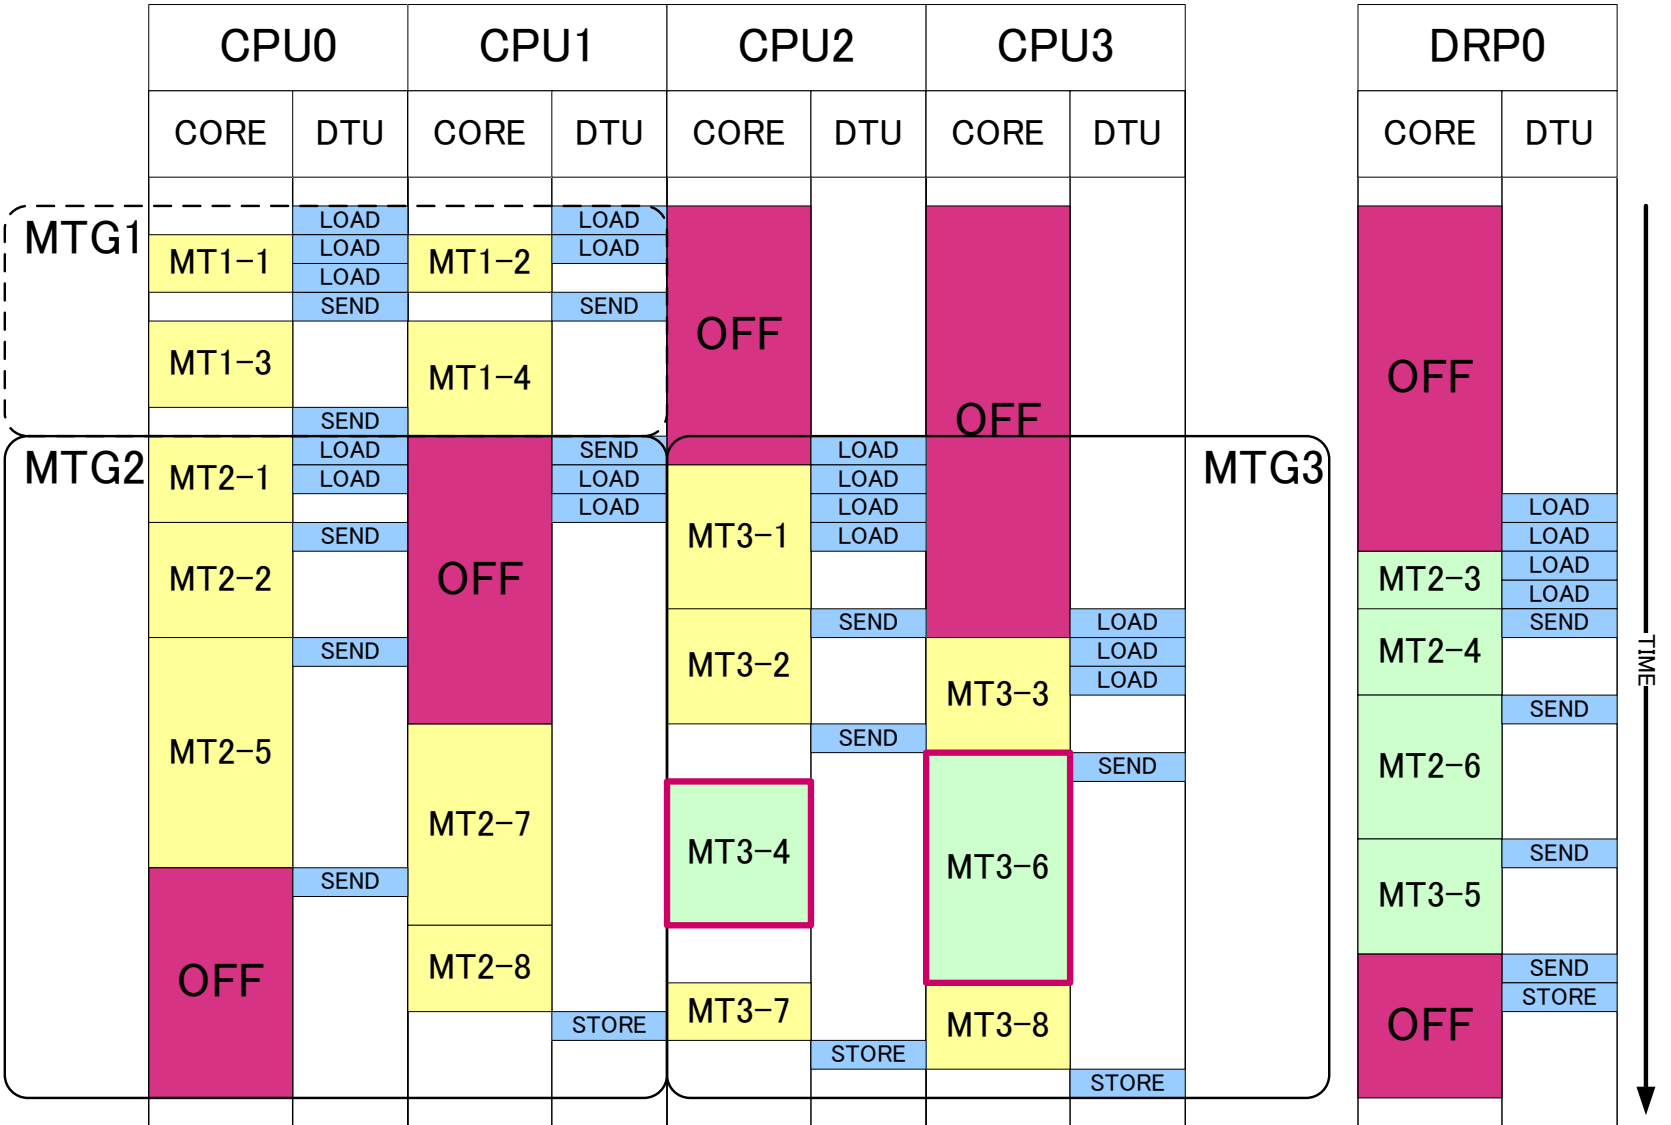 CPU0 CPU1 CPU2 CPU3 DRP0
CORE DTU CORE DTU CORE DTU CORE DTU CORE DTU
LOAD LOAD
MTG1
MT1-1 LOAD MT1-2 LOAD
LOAD
SEND SEND
OFF
MT1-3 MT1-4 OFF
SEND OFF
MTG2 LOAD SEND LOAD MTG3
MT2-1 LOAD LOAD LOAD
LOAD LOAD LOAD
SEND MT3-1 LOAD LOAD
MT2-2 OFF MT2-3 LOAD
LOAD
SEND LOAD SEND
SEND LOAD MT2-4
MT3-2 LOAD TIME
MT3-3
SEND
SEND
MT2-5 SEND MT2-6
MT2-7
MT3-4 MT3-6 SEND
SEND MT3-5
OFF MT2-8 SEND
STORE
MT3-7 MT3-8 OFF
STORE
STORE
STORE